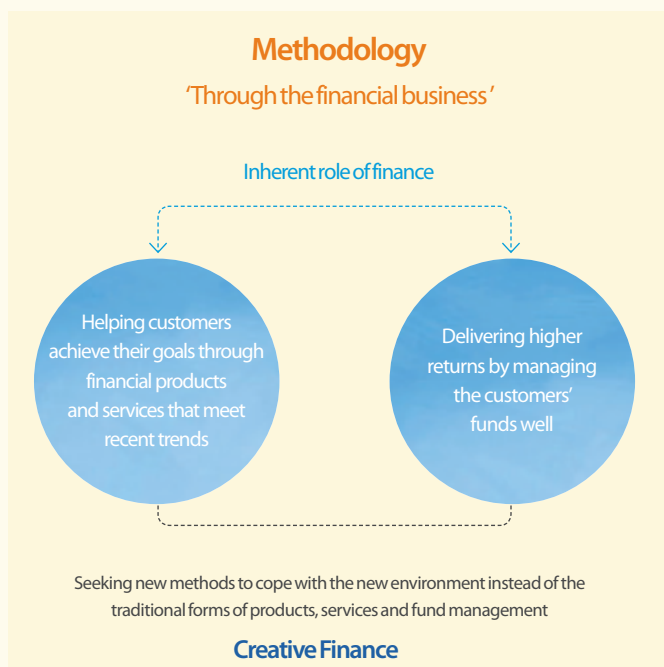 Methodology
‘Through the financial business’
Inherent role of finance
Helping customers
achieve their goals through
financial products
and services that meet
recent trends
Delivering higher
returns by managing
the customers’
funds well
Seeking new methods to cope with the new environment instead of the
traditional forms of products, services and fund management
Creative Finance